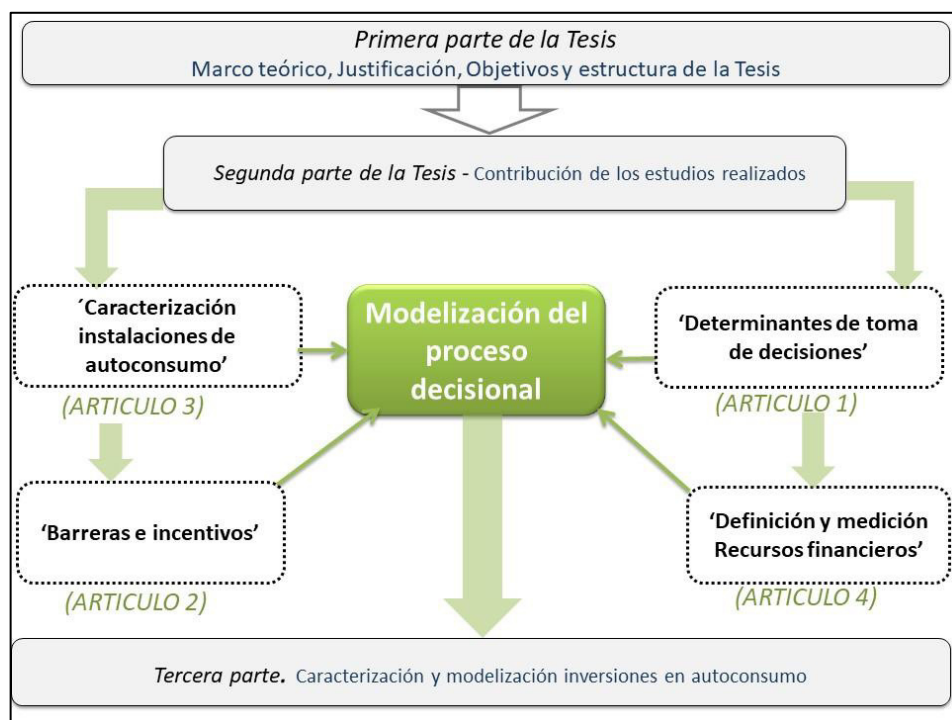 Primera parte de la Tesis
Marco teórico, Justificación, Objetivos y estructura de la Tesis
Segunda parte de la Tesis - Contribución de los estudios realizados
´Caracterización
instalaciones de
autoconsumo’
(ARTICULO 3)
Modelización del
proceso
decisional
‘Determinantes de toma
de decisiones’
(ARTICULO 1)
‘Barreras e incentivos’
(ARTICULO 2)
‘Definición y medición
Recursos financieros’
(ARTICULO 4)
Tercera parte. Caracterización y modelización inversiones en autoconsumo